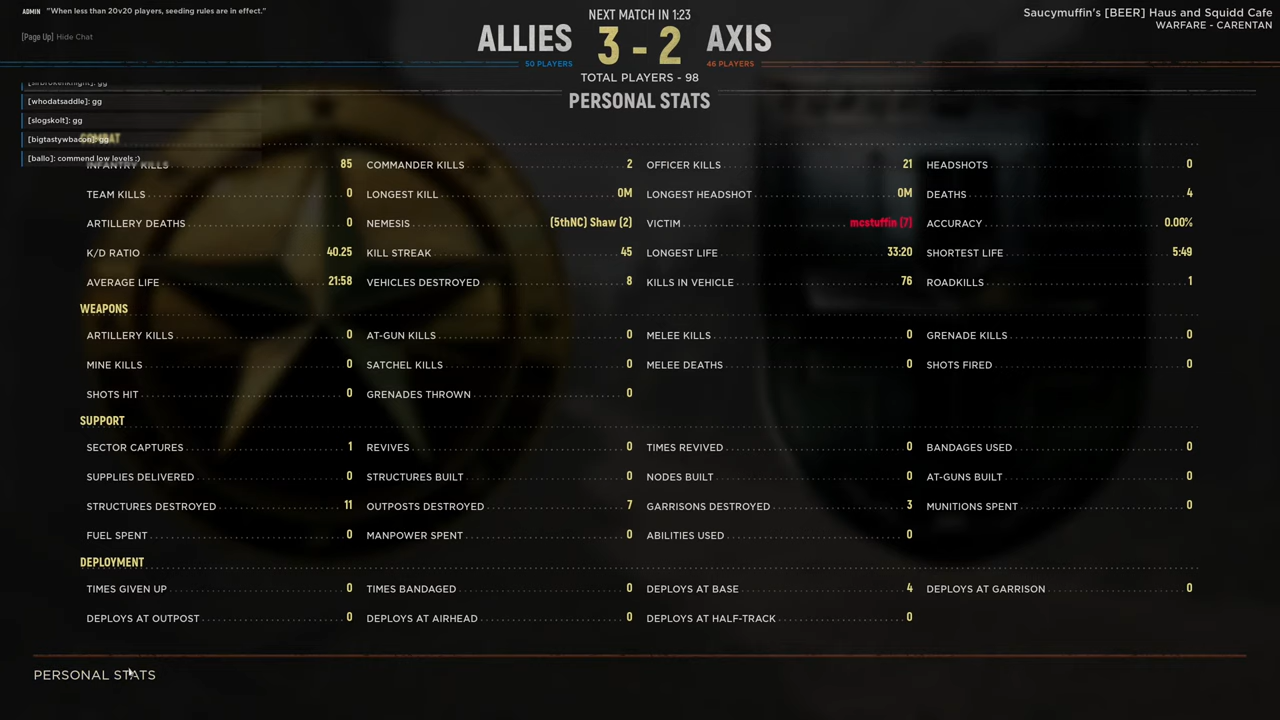 ADMIN "When less than 20v20 players, seeding rules are in effect."
[Page Up] Hide Chat
NEXT MATCH IN 1:23
ALLIES 3 - 2 AXIS
50 PLAYERS 46 PLAYERS
TOTAL PLAYERS - 98
Saucymuffin's [BEER] Haus and Squidd Cafe
WARFARE - CARENTAN
PERSONAL STATS
[whodatsaddle]: gg
[slogskolt]: gg
[bigtastywbacon]: gg
[ballo]: commend low levels :)
COMBAT
INFANTRY KILLS 85 COMMANDER KILLS 2 OFFICER KILLS 21 HEADSHOTS 0
TEAM KILLS 0 LONGEST KILL 0M LONGEST HEADSHOT 0M DEATHS 4
ARTILLERY DEATHS 0 NEMESIS (5thNC) Shaw (2) VICTIM mcstuffin (7) ACCURACY 0.00%
K/D RATIO 40.25 KILL STREAK 45 LONGEST LIFE 33:20 SHORTEST LIFE 5:49
AVERAGE LIFE 21:58 VEHICLES DESTROYED 8 KILLS IN VEHICLE 76 ROADKILLS 1
WEAPONS
ARTILLERY KILLS 0 AT-GUN KILLS 0 MELEE KILLS 0 GRENADE KILLS 0
MINE KILLS 0 SATCHEL KILLS 0 MELEE DEATHS 0 SHOTS FIRED 0
SHOTS HIT 0 GRENADES THROWN 0
SUPPORT
SECTOR CAPTURES 1 REVIVES 0 TIMES REVIVED 0 BANDAGES USED 0
SUPPLIES DELIVERED 0 STRUCTURES BUILT 0 NODES BUILT 0 AT-GUNS BUILT 0
STRUCTURES DESTROYED 11 OUTPOSTS DESTROYED 7 GARRISONS DESTROYED 3 MUNITIONS SPENT 0
FUEL SPENT 0 MANPOWER SPENT 0 ABILITIES USED 0
DEPLOYMENT
TIMES GIVEN UP 0 TIMES BANDAGED 0 DEPLOYS AT BASE 4 DEPLOYS AT GARRISON 0
DEPLOYS AT OUTPOST 0 DEPLOYS AT AIRHEAD 0 DEPLOYS AT HALF-TRACK 0
PERSONAL STATS